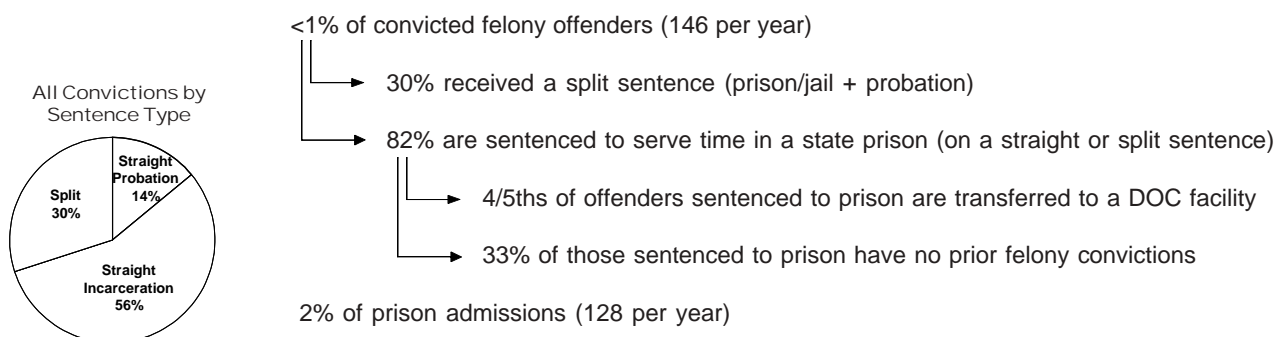 <1% of convicted felony offenders (146 per year)
30% received a split sentence (prison/jail + probation)
All Convictions by
Sentence Type
82% are sentenced to serve time in a state prison (on a straight or split sentence)
Straight
Probation
14%
Split
30%
4/5ths of offenders sentenced to prison are transferred to a DOC facility
33% of those sentenced to prison have no prior felony convictions
Straight
Incarceration
56%
2% of prison admissions (128 per year)